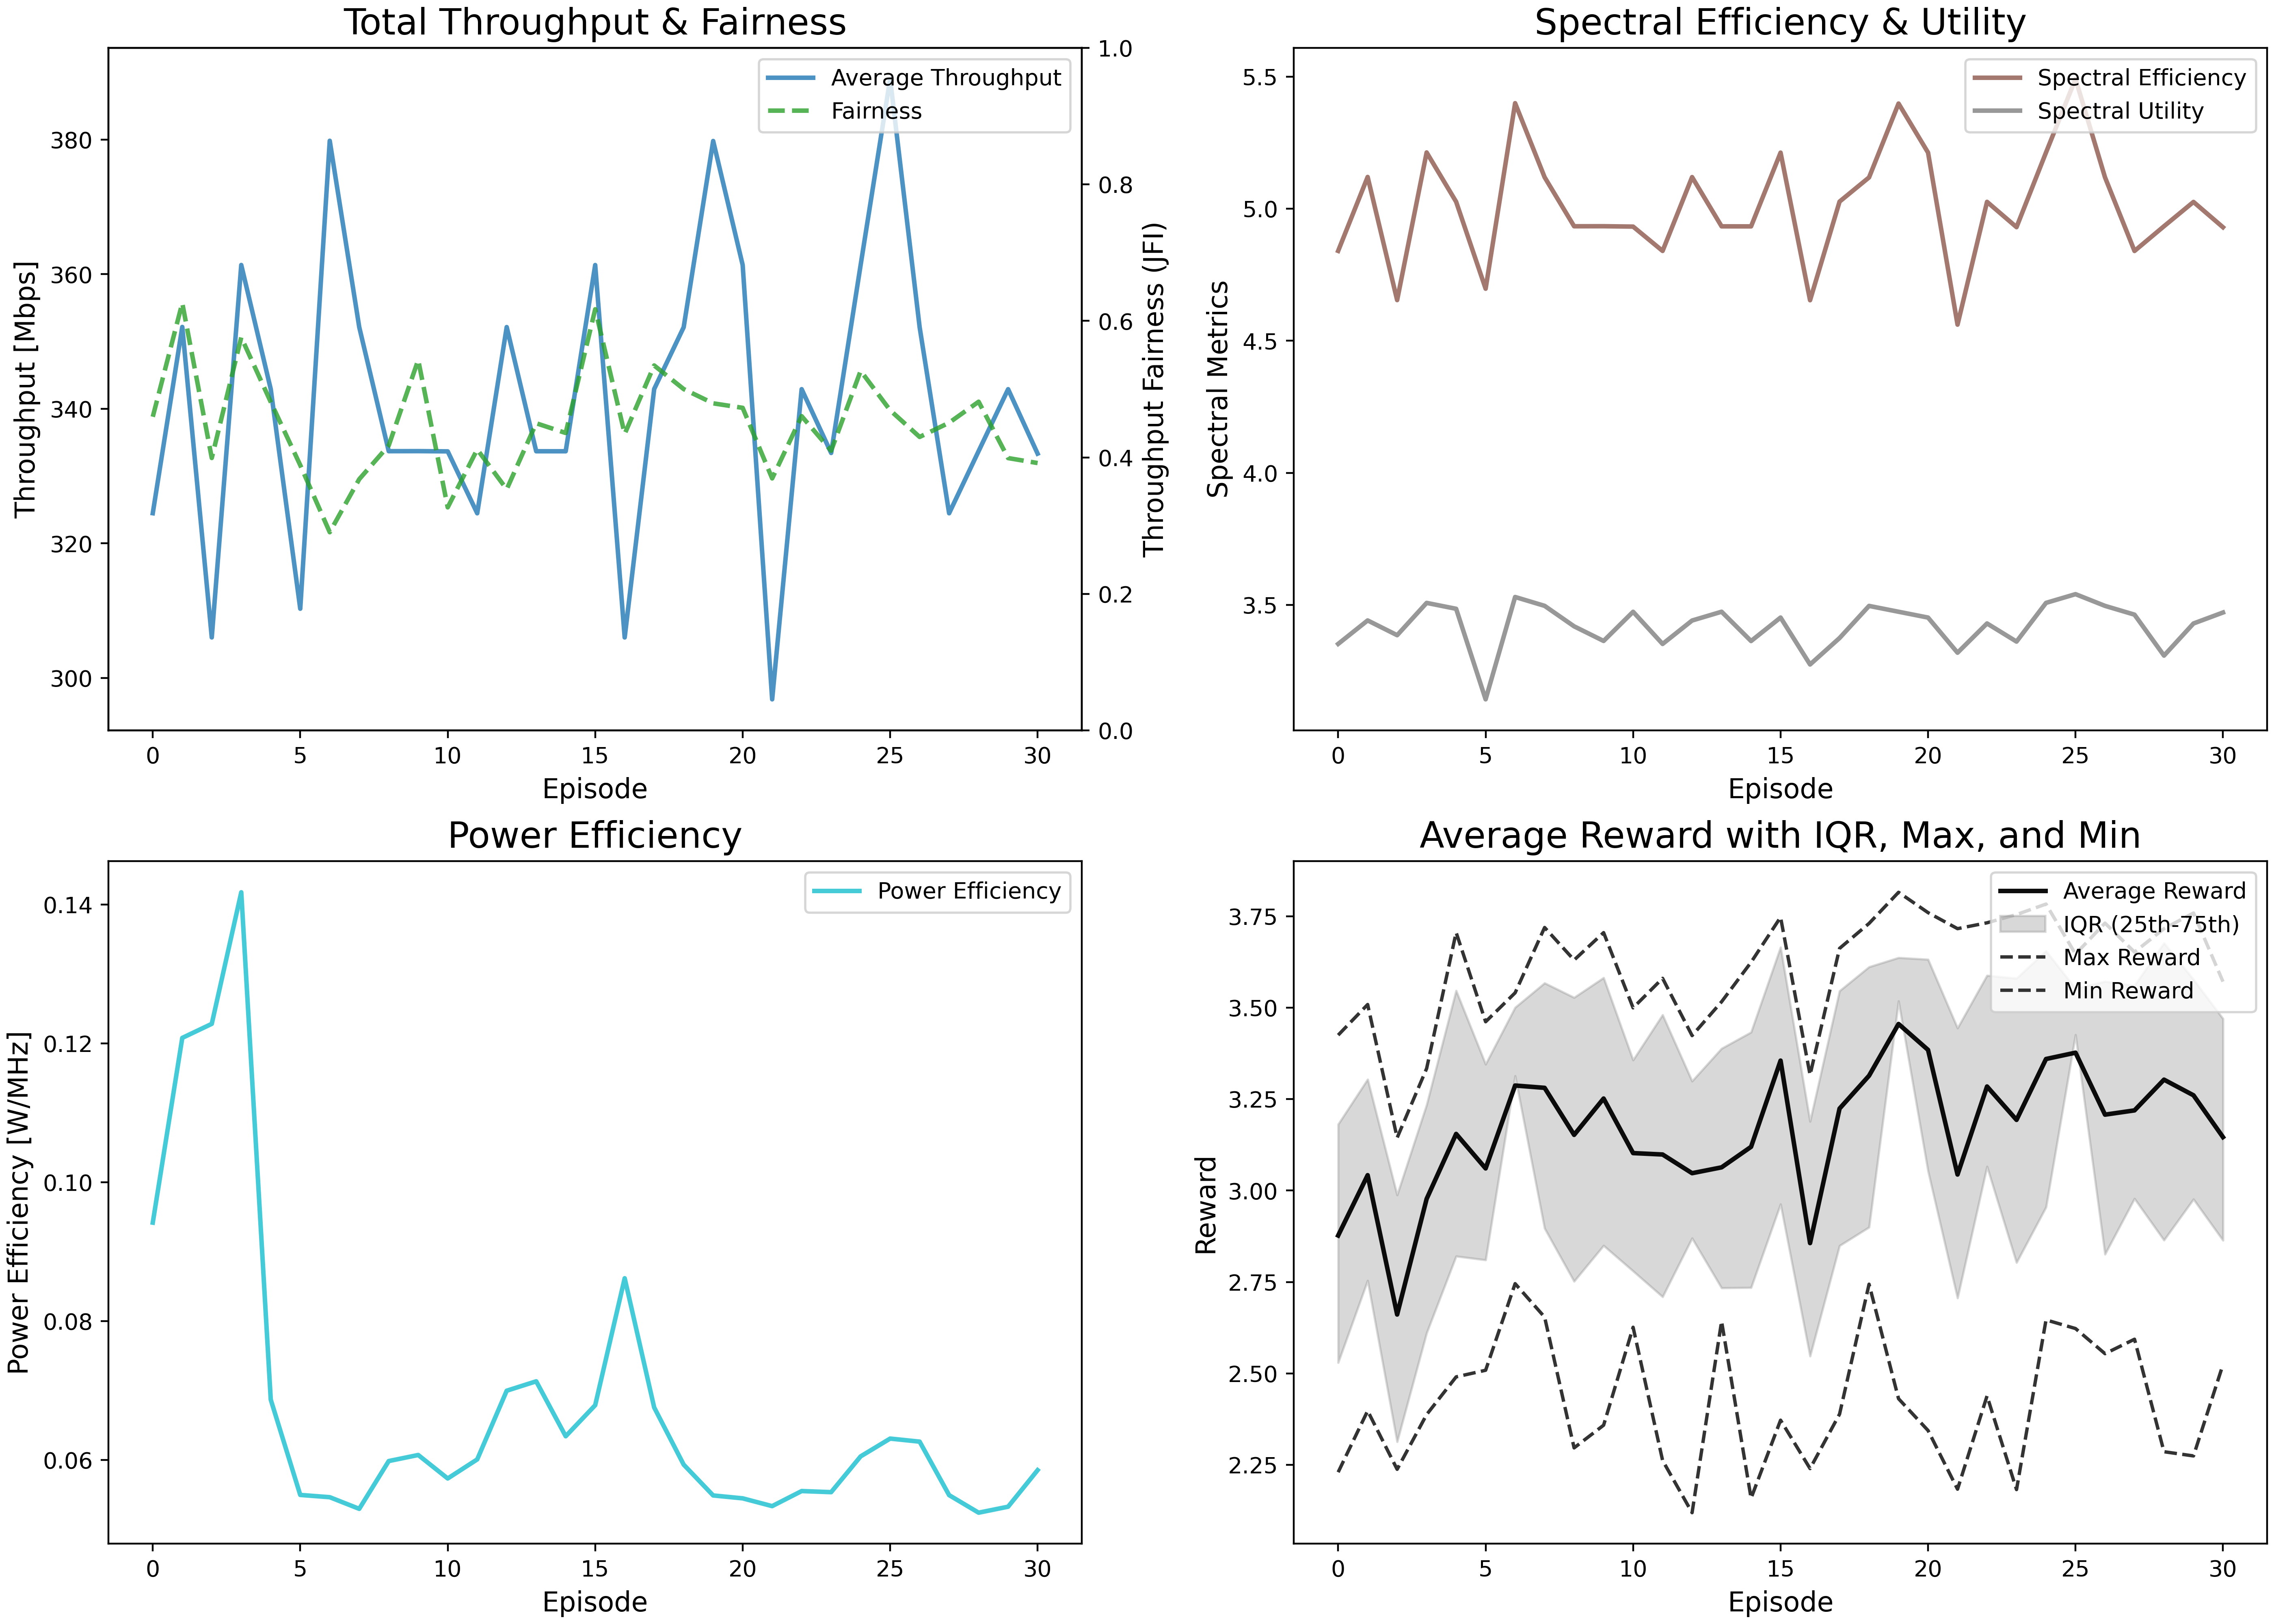 Total Throughput & Fairness
Average Throughput
Fairness
Throughput [Mbps]
380
360
340
320
300
1.0
0.8
0.6
0.4
0.2
0.0
Throughput Fairness (JFI)
0 5 10 15 20 25 30
Episode
Spectral Efficiency & Utility
Spectral Efficiency
Spectral Utility
Spectral Metrics
5.5
5.0
4.5
4.0
3.5
0 5 10 15 20 25 30
Episode
Power Efficiency
Power Efficiency
Power Efficiency [W/MHz]
0.14
0.12
0.10
0.08
0.06
0 5 10 15 20 25 30
Episode
Average Reward with IQR, Max, and Min
Average Reward
IQR (25th-75th)
Max Reward
Min Reward
Reward
3.75
3.50
3.25
3.00
2.75
2.50
2.25
0 5 10 15 20 25 30
Episode